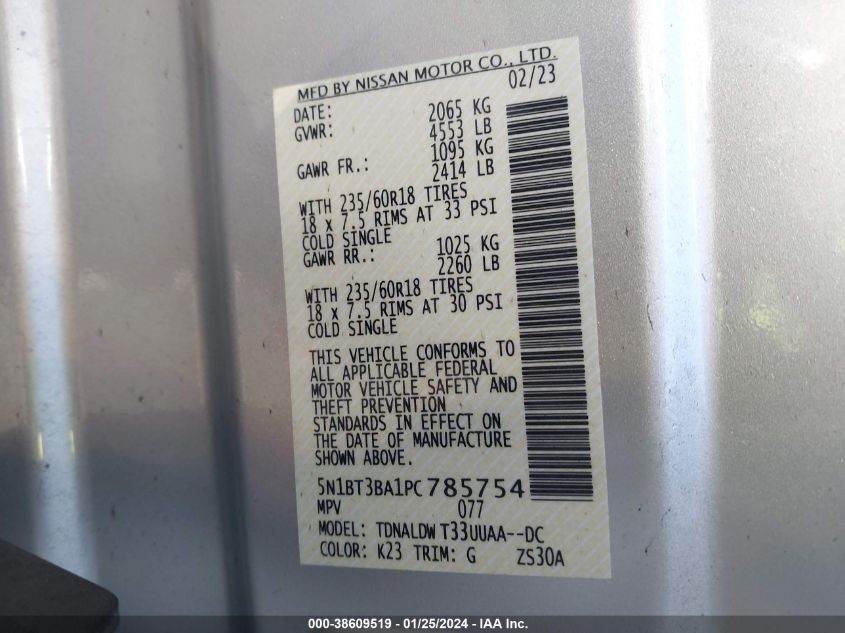 MFD BY NISSAN MOTOR CO., LTD.
DATE: 02/23
GVWR: 2065 KG
4553 LB
GAWR FR.: 1095 KG
2414 LB
WITH 235/60R18 TIRES
18 x 7.5 RIMS AT 33 PSI
COLD SINGLE
GAWR RR.: 1025 KG
2260 LB
WITH 235/60R18 TIRES
18 x 7.5 RIMS AT 30 PSI
COLD SINGLE
THIS VEHICLE CONFORMS TO
ALL APPLICABLE FEDERAL
MOTOR VEHICLE SAFETY AND
THEFT PREVENTION
STANDARDS IN EFFECT ON
THE DATE OF MANUFACTURE
SHOWN ABOVE.
5N1BT3BA1PC785754
MPV 077
MODEL: TDNALDW T33UUAA--DC
COLOR: K23 TRIM: G ZS30A
000-38609519 - 01/25/2024 - IAA Inc.